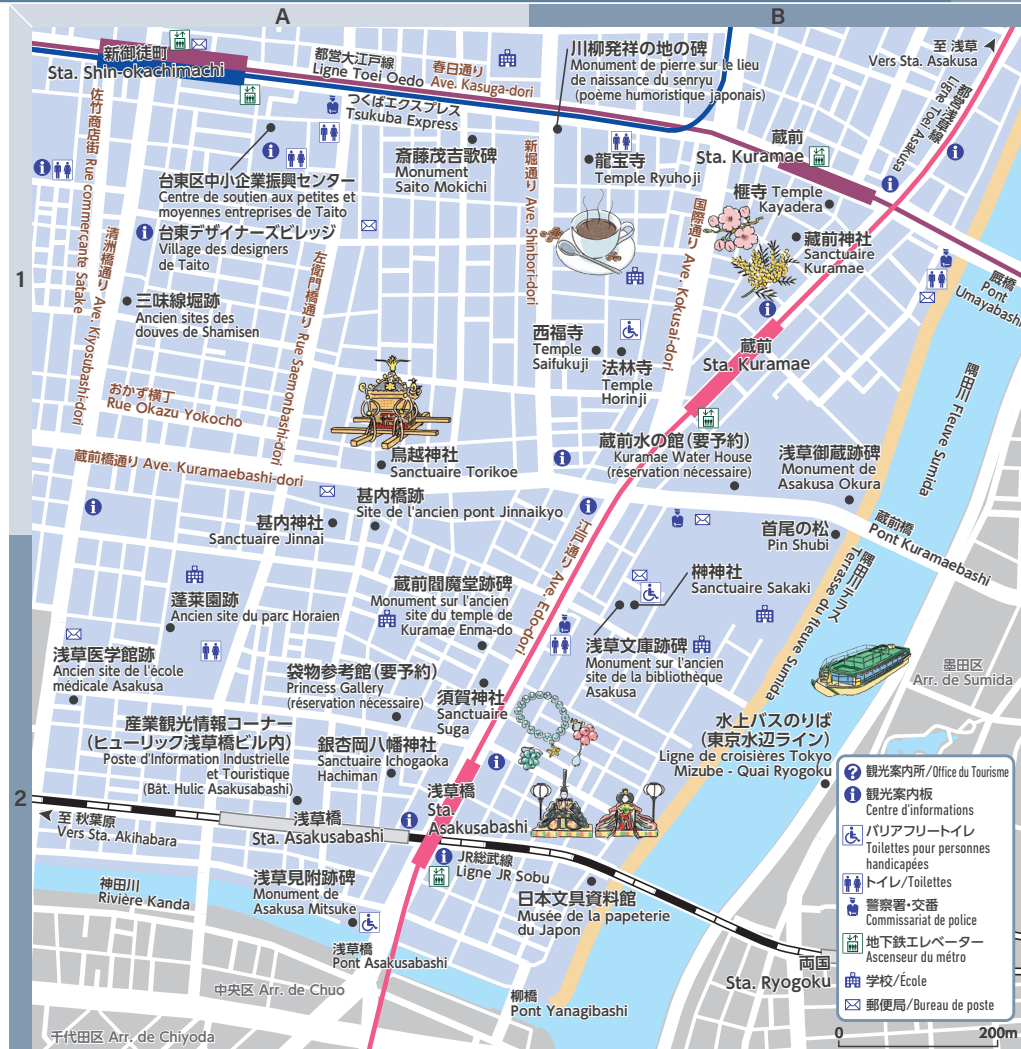 A
B
1
2
新御徒町
Sta. Shin-okachimachi
都営大江戸線
Ligne Toei Oedo
春日通り
Ave. Kasuga-dori
つくばエクスプレス
Tsukuba Express
川柳発祥の地の碑
Monument de pierre sur le lieu
de naissance du senryu
(poème humoristique japonais)
至 浅草
Vers Sta. Asakusa
都営浅草線
Ligne Toei Asakusa
佐竹商店街 Rue commerçante Satake
台東区中小企業振興センター
Centre de soutien aux petites et
moyennes entreprises de Taito
台東デザイナーズビレッジ
Village des designers
de Taito
斎藤茂吉歌碑
Monument
Saito Mokichi
新堀通り Ave. Shinbori-dori
龍宝寺
Temple Ryuhoji
蔵前
Sta. Kuramae
榧寺 Temple
Kayadera
蔵前神社
Sanctuaire
Kuramae
国際通り Ave. Kokusai-dori
厩橋
Pont
Umayabashi
清洲橋通り Ave. Kiyosubashi-dori
左衛門橋通り Rue Saemonbashi-dori
三味線堀跡
Ancien sites des
douves de Shamisen
西福寺
Temple
Saifukuji
法林寺
Temple
Horinji
蔵前
Sta. Kuramae
隅田川 Fleuve Sumida
おかず横丁
Rue Okazu Yokocho
蔵前橋通り Ave. Kuramaebashi-dori
鳥越神社
Sanctuaire Torikoe
蔵前水の館(要予約)
Kuramae Water House
(réservation nécessaire)
浅草御蔵跡碑
Monument de
Asakusa Okura
甚内橋跡
Site de l'ancien pont Jinnaikyo
甚内神社
Sanctuaire Jinnai
首尾の松
Pin Shubi
蔵前橋
Pont Kuramaebashi
江戸通り Ave. Edo-dori
隅田川テラス
Terrasse du fleuve Sumida
榊神社
Sanctuaire Sakaki
蔵前閻魔堂跡碑
Monument sur l'ancien
site du temple de
Kuramae Enma-do
蓬莱園跡
Ancien site du parc Horaien
浅草文庫跡碑
Monument sur l'ancien
site de la bibliothèque
Asakusa
浅草医学館跡
Ancien site de l'école
médicale Asakusa
袋物参考館(要予約)
Princess Gallery
(réservation nécessaire)
須賀神社
Sanctuaire
Suga
墨田区
Arr. de Sumida
産業観光情報コーナー
(ヒューリック浅草橋ビル内)
Poste d'Information Industrielle
et Touristique
(Bât. Hulic Asakusabashi)
銀杏岡八幡神社
Sanctuaire Ichogaoka
Hachiman
水上バスのりば
(東京水辺ライン)
Ligne de croisières Tokyo
Mizube - Quai Ryogoku
至 秋葉原
Vers Sta. Akihabara
浅草橋
Sta. Asakusabashi
浅草橋
Sta.
Asakusabashi
JR総武線
Ligne JR Sobu
神田川
Rivière Kanda
浅草見附跡碑
Monument de
Asakusa Mitsuke
日本文具資料館
Musée de la papeterie
du Japon
浅草橋
Pont Asakusabashi
両国
Sta. Ryogoku
中央区 Arr. de Chuo
柳橋
Pont Yanagibashi
千代田区 Arr. de Chiyoda
? 観光案内所/Office du Tourisme
i 観光案内板
Centre d'informations
バリアフリートイレ
Toilettes pour personnes
handicapées
トイレ/Toilettes
警察署・交番
Commissariat de police
地下鉄エレベーター
Ascenseur du métro
学校/École
郵便局/Bureau de poste
0
200m